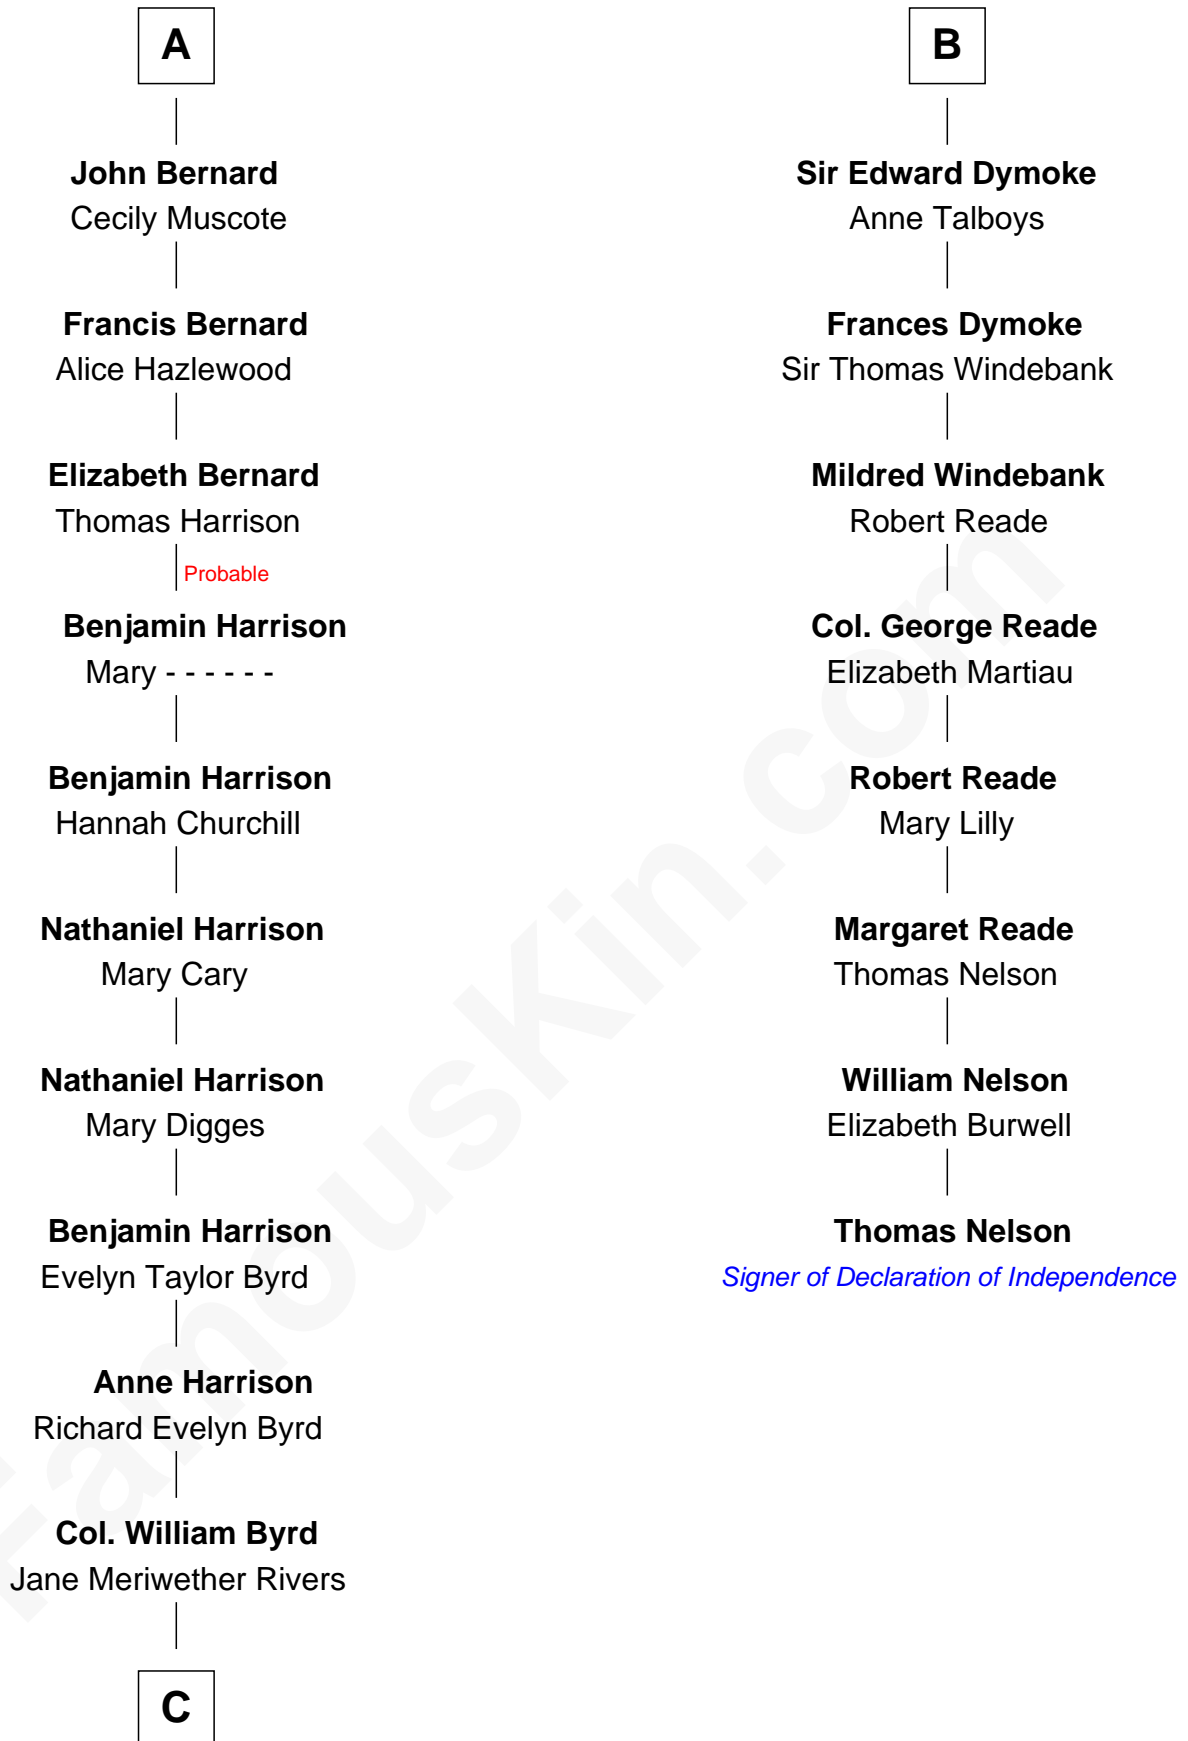 A
John Bernard
Cecily Muscote
Francis Bernard
Alice Hazlewood
Elizabeth Bernard
Thomas Harrison
Probable
Benjamin Harrison
Mary - - - - - -
Benjamin Harrison
Hannah Churchill
Nathaniel Harrison
Mary Cary
Nathaniel Harrison
Mary Digges
Benjamin Harrison
Evelyn Taylor Byrd
Anne Harrison
Richard Evelyn Byrd
Col. William Byrd
Jane Meriwether Rivers
C
B
Sir Edward Dymoke
Anne Talboys
Frances Dymoke
Sir Thomas Windebank
Mildred Windebank
Robert Reade
Col. George Reade
Elizabeth Martiau
Robert Reade
Mary Lilly
Margaret Reade
Thomas Nelson
William Nelson
Elizabeth Burwell
Thomas Nelson
Signer of Declaration of Independence
FamousKin.com